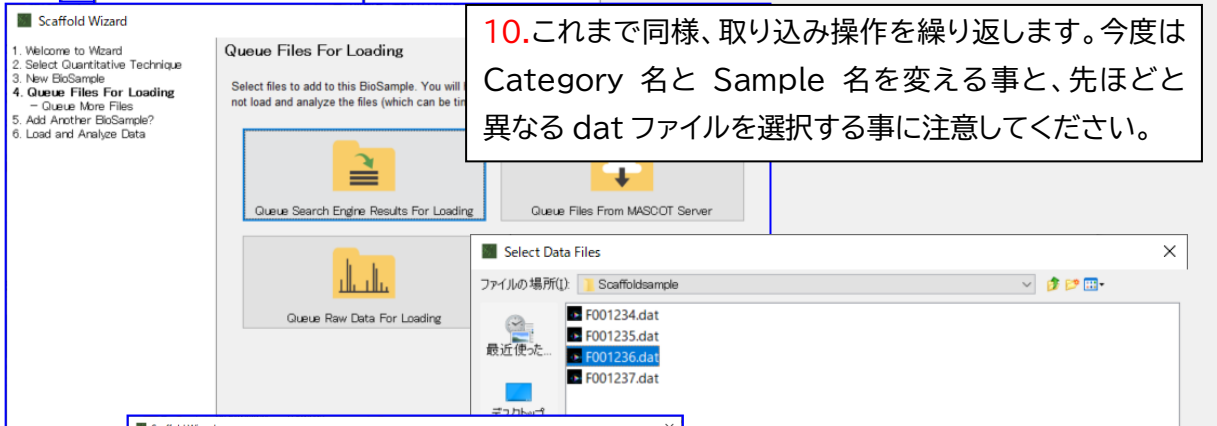 Scaffold Wizard
1. Welcome to Wizard
2. Select Quantitative Technique
3. New BioSample
4. Queue Files For Loading
– Queue More Files
5. Add Another BioSample?
6. Load and Analyze Data
Queue Files For Loading
Select files to add to this BioSample. You will
not load and analyze the files (which can be
10.これまで同様、取り込み操作を繰り返します。今度は
Category 名と Sample 名を変える事と、先ほどと
異なる dat ファイルを選択する事に注意してください。
Queue Search Engine Results For Loading
Queue Files From MASCOT Server
Queue Raw Data For Loading
Select Data Files
ファイルの場所(I):
Scaffoldsample
F001234.dat
F001235.dat
F001236.dat
F001237.dat
最近使った...
デスクトップ